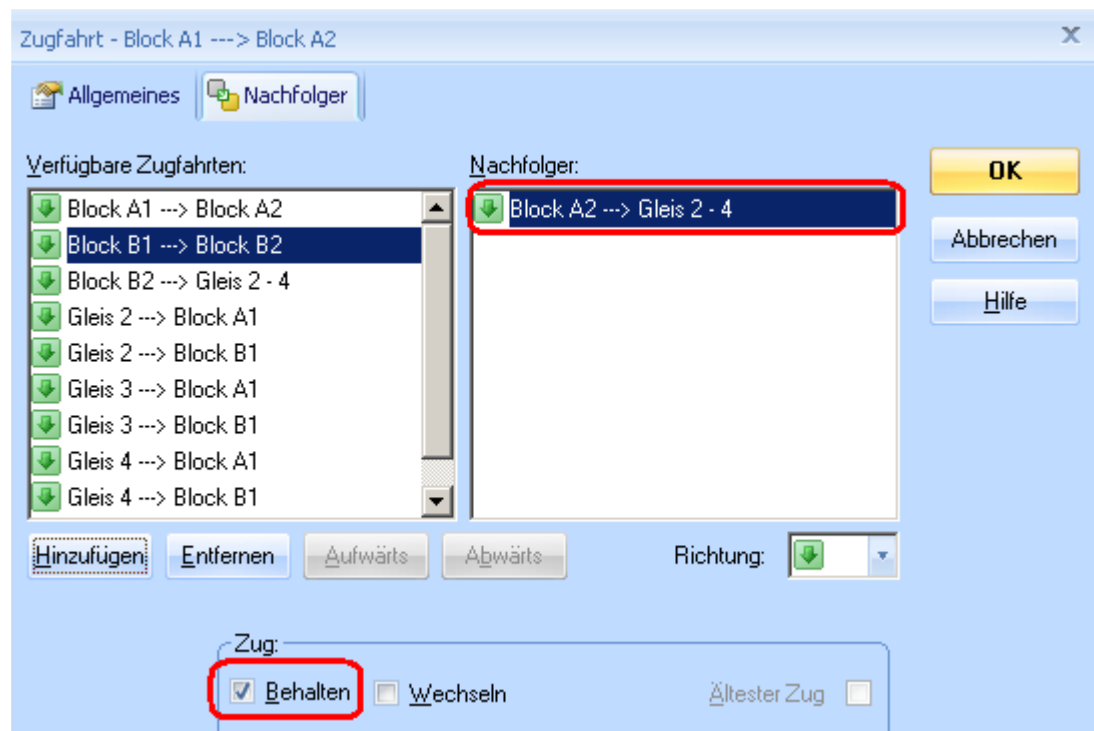 Zugfahrt - Block A1 ---> Block A2
Allgemeines Nachfolger
Verfügbare Zugfahrten:
Block A1 ---> Block A2
Block B1 ---> Block B2
Block B2 ---> Gleis 2 - 4
Gleis 2 ---> Block A1
Gleis 2 ---> Block B1
Gleis 3 ---> Block A1
Gleis 3 ---> Block B1
Gleis 4 ---> Block A1
Gleis 4 ---> Block B1
Nachfolger:
Block A2 ---> Gleis 2 - 4
OK
Abbrechen
Hilfe
Hinzufügen Entfernen Aufwärts Abwärts Richtung:
Zug:
Behalten Wechseln Ältester Zug